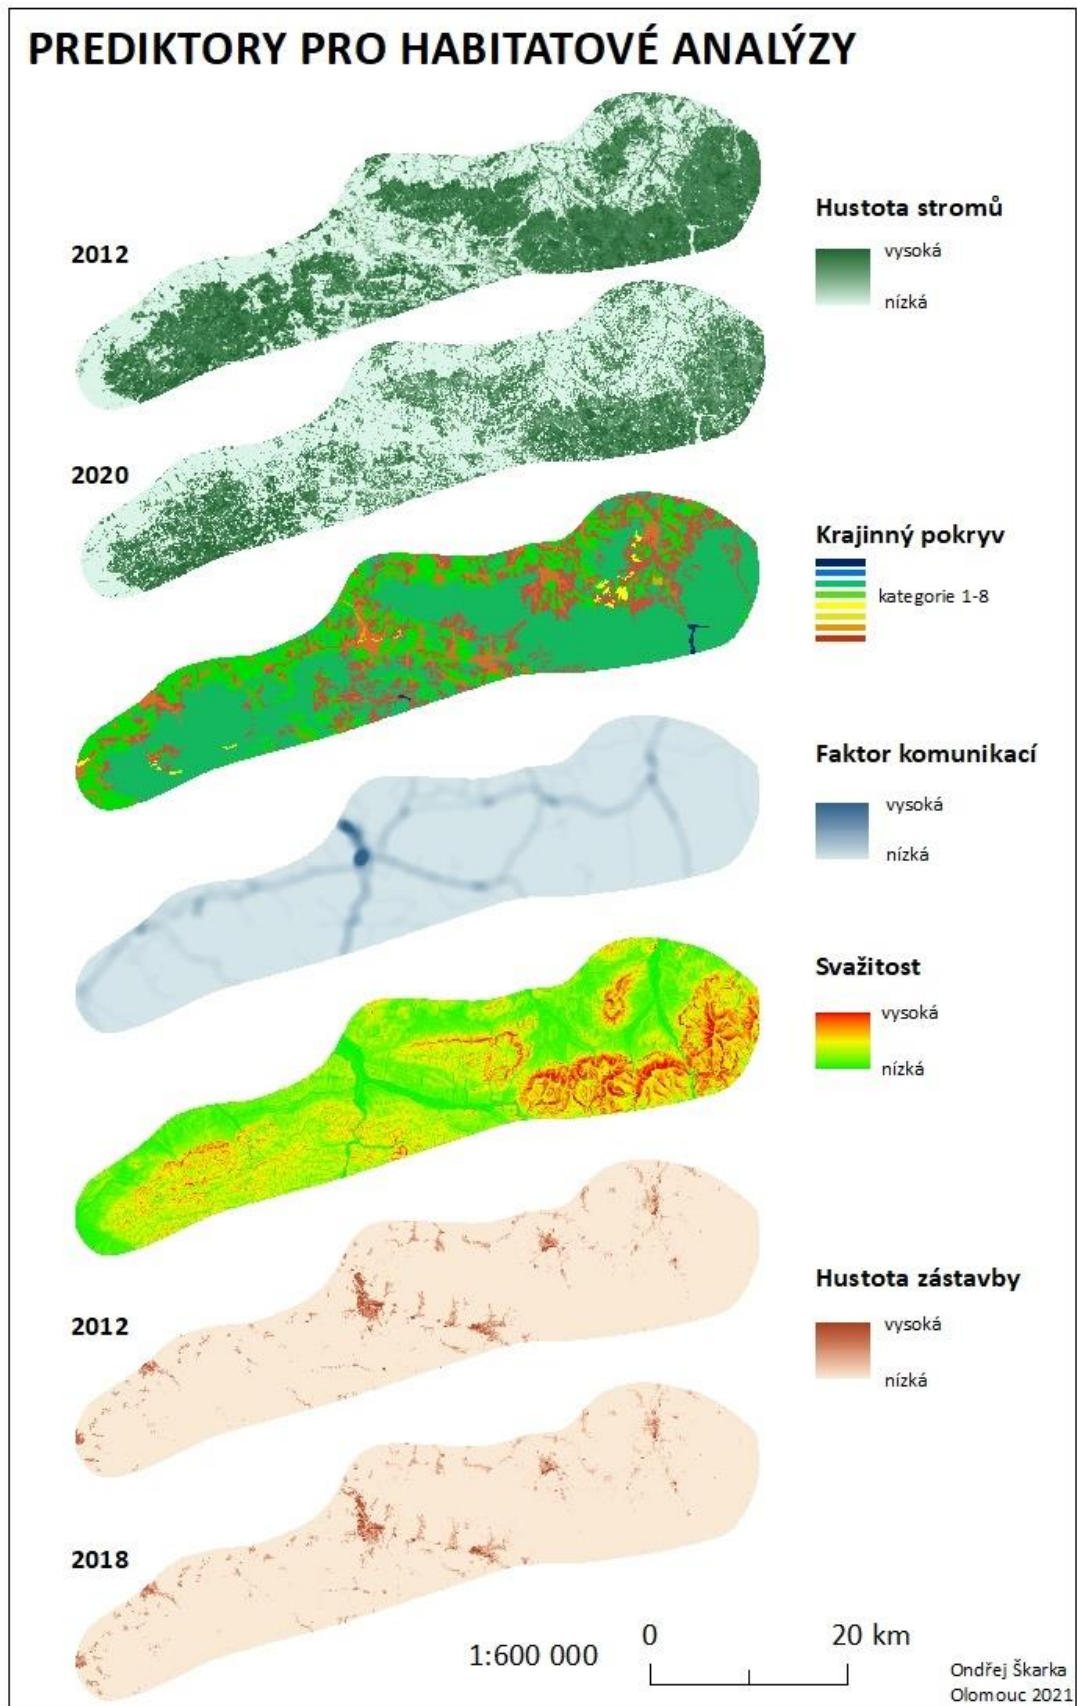 PREDIKTORY PRO HABITATOVÉ ANALÝZY
2012
Hustota stromů
vysoká
nízká
2020
Krajinný pokryv
kategorie 1-8
Faktor komunikací
vysoká
nízká
Svažitost
vysoká
nízká
Hustota zástavby
2012
vysoká
nízká
2018
1:600 000
0
20 km
Ondřej Škarka
Olomouc 2021